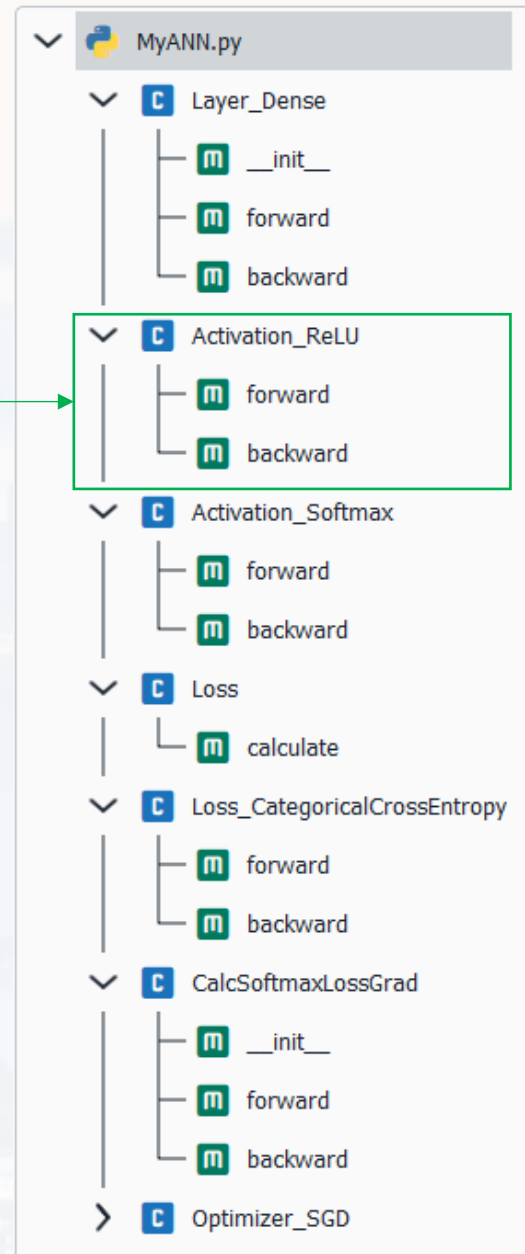 MyANN.py
C Layer_Dense
m __init__
m forward
m backward
C Activation_ReLU
m forward
m backward
C Activation_Softmax
m forward
m backward
C Loss
m calculate
C Loss_CategoricalCrossEntropy
m forward
m backward
C CalcSoftmaxLossGrad
m __init__
m forward
m backward
C Optimizer_SGD